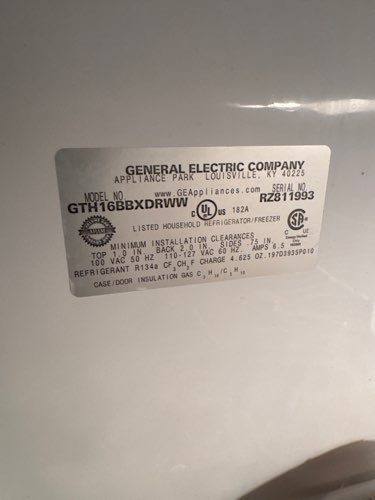 GENERAL ELECTRIC COMPANY
APPLIANCE PARK LOUISVILLE, KY 40225
MODEL NO. www.GEAppliances.com SERIAL NO.
GTH16BBXDRWW RZ811993
C UL US 182A
LISTED HOUSEHOLD REFRIGERATOR/FREEZER
MINIMUM INSTALLATION CLEARANCES
TOP 1.0 IN BACK 2.0 IN. SIDES .75 IN.
100 VAC 50 HZ 110-127 VAC 60 HZ AMPS 6.5
REFRIGERANT R134a CF3CH2F CHARGE 4.625 OZ. 197D3935P010
CASE/DOOR INSULATION GAS C5H10/C5H10